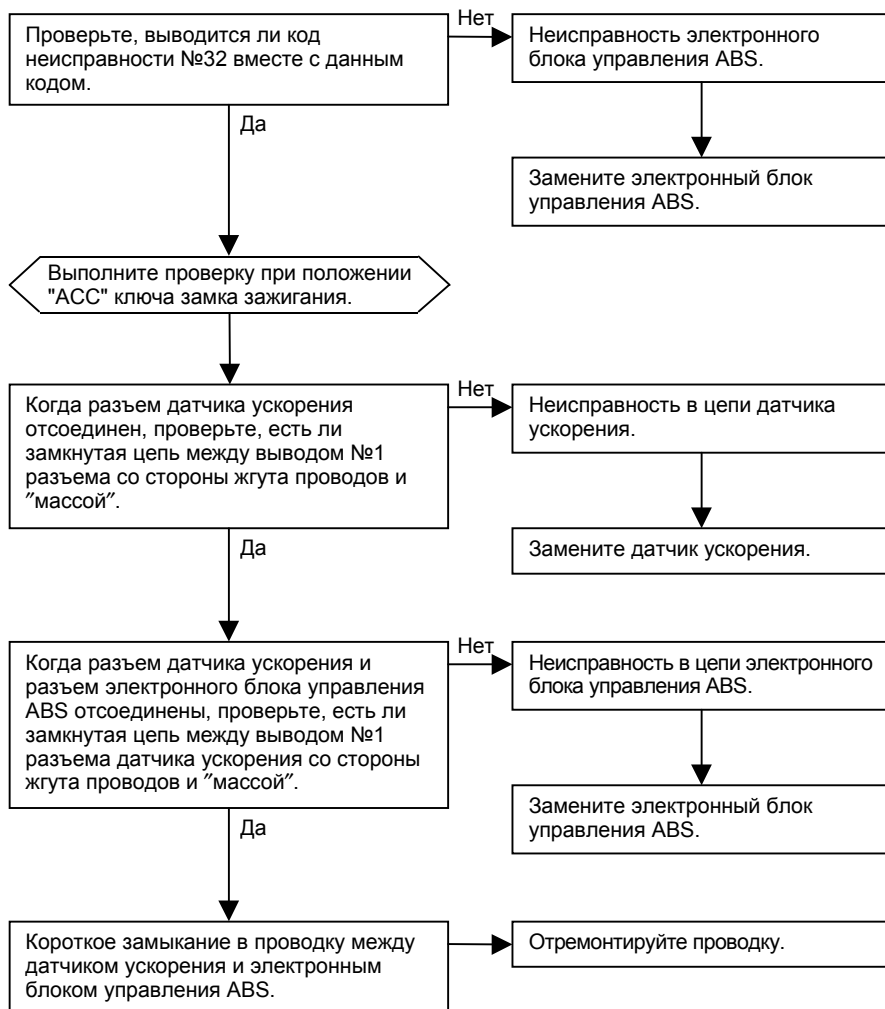 Проверьте, выводится ли код
неисправности №32 вместе с данным
кодом.
Нет
Неисправность электронного
блока управления ABS.
Да
Замените электронный блок
управления ABS.
Выполните проверку при положении
"ACC" ключа замка зажигания.
Когда разъем датчика ускорения
отсоединен, проверьте, есть ли
замкнутая цепь между выводом №1
разъема со стороны жгута проводов и
″массой″.
Нет
Неисправность в цепи датчика
ускорения.
Да
Замените датчик ускорения.
Когда разъем датчика ускорения и
разъем электронного блока управления
ABS отсоединены, проверьте, есть ли
замкнутая цепь между выводом №1
разъема датчика ускорения со стороны
жгута проводов и ″массой″.
Нет
Неисправность в цепи электронного
блока управления ABS.
Да
Замените электронный блок
управления ABS.
Короткое замыкание в проводку между
датчиком ускорения и электронным
блоком управления ABS.
Отремонтируйте проводку.